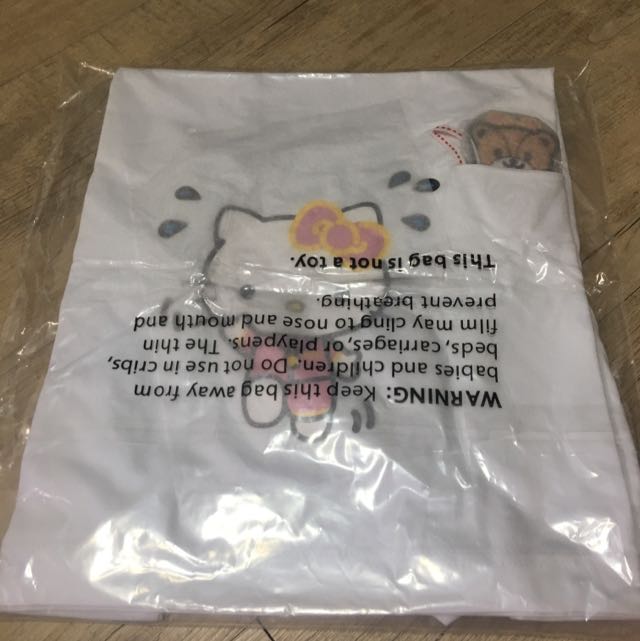 WARNING: Keep this bag away from
babies and children. Do not use in cribs,
beds, carriages, or playpens. The thin
film may cling to nose and mouth and
prevent breathing.
This bag is not a toy.